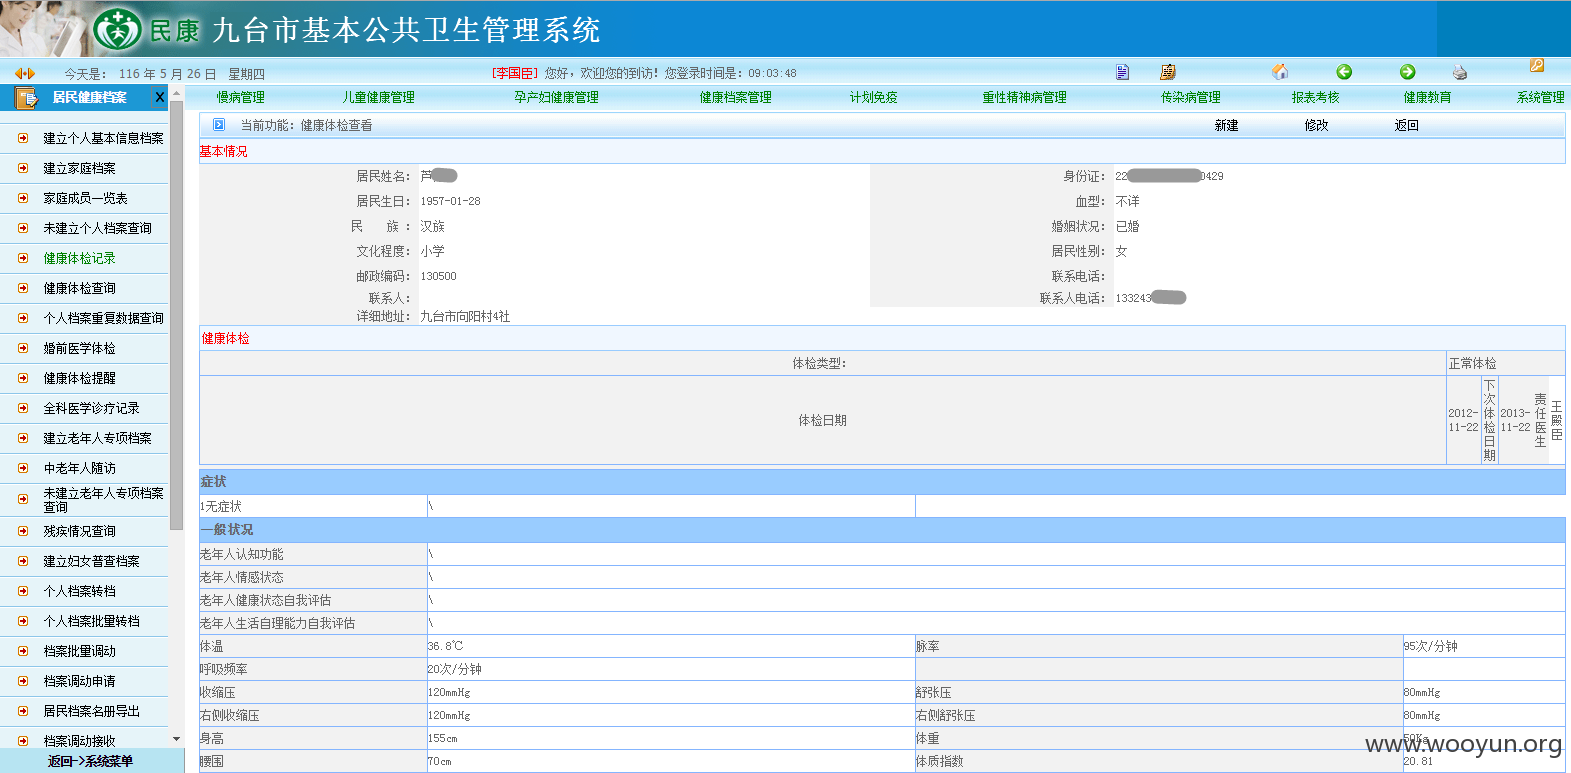 民康 九台市基本公共卫生管理系统
今天是： 116 年 5 月 26 日 星期四 [李国臣] 您好，欢迎您的到访！您登录时间是：09:03:48
居民健康档案 X
慢病管理 儿童健康管理 孕产妇健康管理 健康档案管理 计划免疫 重性精神病管理 传染病管理 报表考核 健康教育 系统管理
建立个人基本信息档案
建立家庭档案
家庭成员一览表
未建立个人档案查询
健康体检记录
健康体检查询
个人档案重复数据查询
婚前医学体检
健康体检提醒
全科医学诊疗记录
建立老年人专项档案
中老年人随访
未建立老年人专项档案
查询
残疾情况查询
建立妇女普查档案
个人档案转档
个人档案批量转档
档案批量调动
档案调动申请
居民档案名册导出
档案调动接收
返回->系统菜单
当前功能：健康体检查看 新建 修改 返回
基本情况
居民姓名： 芦 身份证： 22 0429
居民生日： 1957-01-28 血型： 不详
民 族 ： 汉族 婚姻状况： 已婚
文化程度： 小学 居民性别： 女
邮政编码： 130500 联系电话：
联系人： 联系人电话： 133243
详细地址： 九台市向阳村4社
健康体检
体检类型： 正常体检
体检日期 2012-11-22 下次体检日期 2013-11-22 责任医生 王殿臣
症状
1无症状 \
一般状况
老年人认知功能 \
老年人情感状态 \
老年人健康状态自我评估 \
老年人生活自理能力自我评估 \
体温 36.8℃ 脉率 95次/分钟
呼吸频率 20次/分钟
收缩压 120mmHg 舒张压 80mmHg
右侧收缩压 120mmHg 右侧舒张压 80mmHg
身高 155cm 体重 50Kg
腰围 70cm 体质指数 20.81
www.wooyun.org